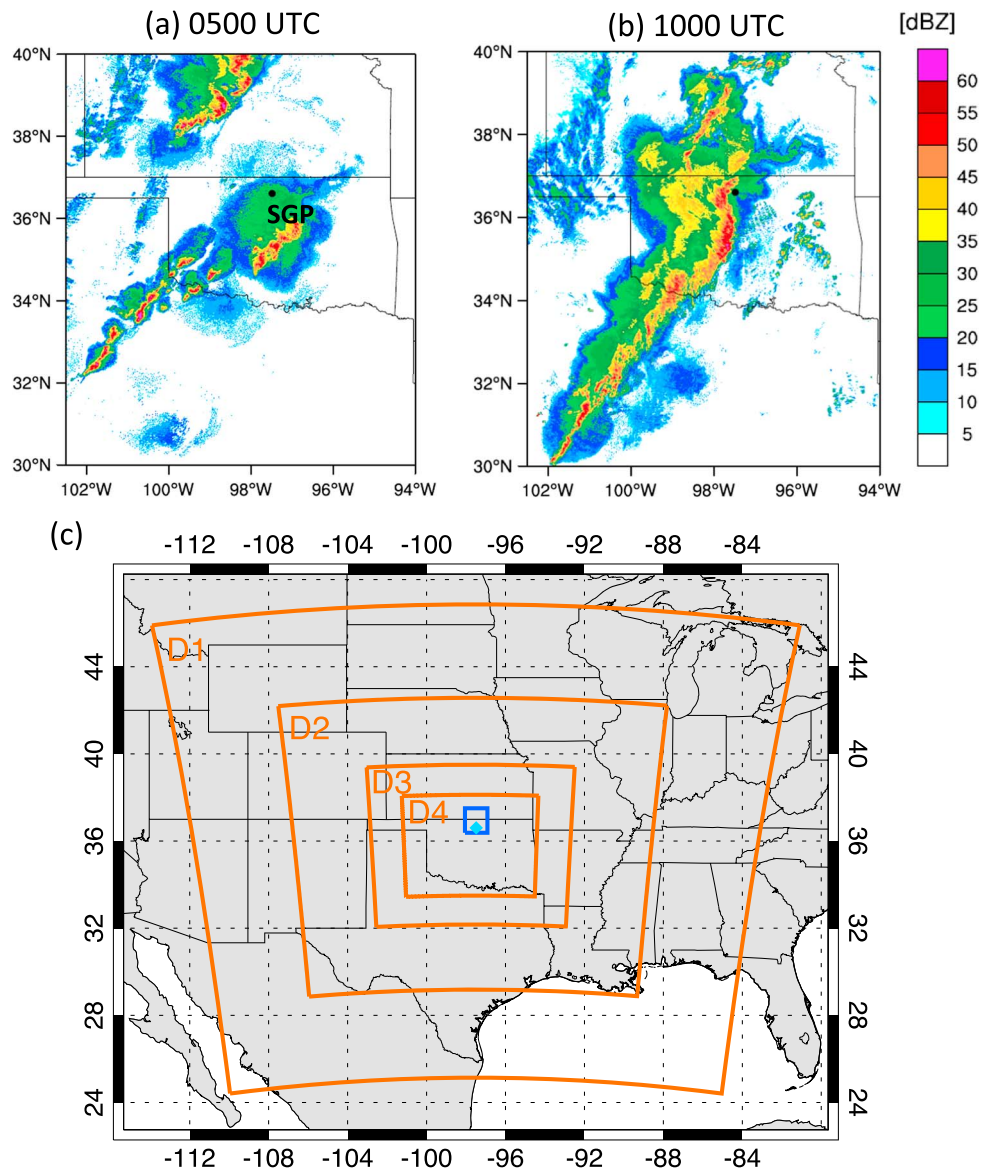 (a) 0500 UTC
(b) 1000 UTC
[dBZ]
40°N
38°N
36°N
34°N
32°N
30°N
102°W 100°W 98°W 96°W 94°W
SGP
40°N
38°N
36°N
34°N
32°N
30°N
102°W 100°W 98°W 96°W 94°W
60
55
50
45
40
35
30
25
20
15
10
5
(c)
-112 -108 -104 -100 -96 -92 -88 -84
44
40
36
32
28
24
D1
D2
D3
D4
44
40
36
32
28
24
-112 -108 -104 -100 -96 -92 -88 -84